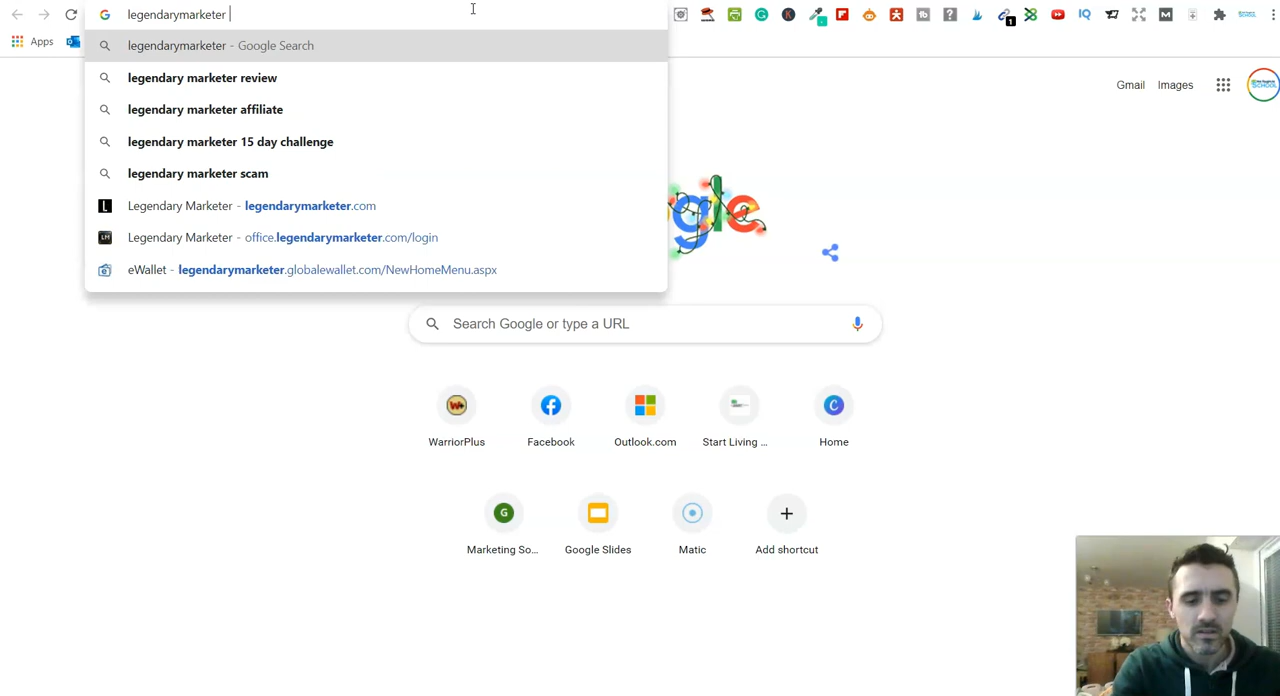 legendarymarketer
Apps
legendarymarketer - Google Search
legendary marketer review
legendary marketer affiliate
legendary marketer 15 day challenge
legendary marketer scam
Legendary Marketer - legendarymarketer.com
Legendary Marketer - office.legendarymarketer.com/login
eWallet - legendarymarketer.globalewallet.com/NewHomeMenu.aspx
Gmail Images
gle
Search Google or type a URL
WarriorPlus Facebook Outlook.com Start Living ... Home
Marketing So... Google Slides Matic Add shortcut